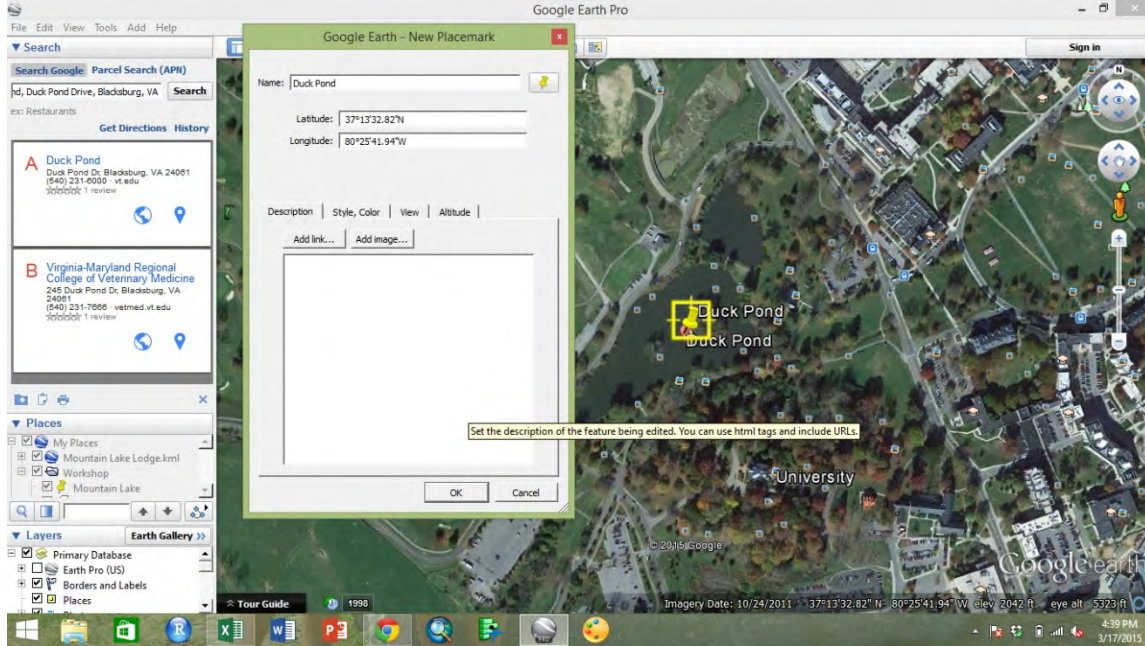 Google Earth Pro
File Edit View Tools Add Help
Google Earth - New Placemark
Search
Sign in
Search Google Parcel Search (APN)
nd, Duck Pond Drive, Blacksburg, VA Search
ex: Restaurants
Get Directions History
A Duck Pond
Duck Pond Dr, Blacksburg, VA 24061
(540) 231-6000 · vt.edu
1 review
B Virginia-Maryland Regional
College of Veterinary Medicine
245 Duck Pond Dr, Blacksburg, VA
24061
(540) 231-7666 · vetmed.vt.edu
1 review
Places
My Places
Mountain Lake Lodge.kml
Workshop
Mountain Lake
Layers Earth Gallery »
Primary Database
Earth Pro (US)
Borders and Labels
Places
Name: Duck Pond
Latitude: 37°13'32.82"N
Longitude: 80°25'41.94"W
Description Style, Color View Altitude
Add link... Add image...
OK Cancel
Set the description of the feature being edited. You can use html tags and include URLs.
N
Duck Pond
Duck Pond
University
© 2015 Google
Google earth
Tour Guide 1998
Imagery Date: 10/24/2011 37°13'32.82" N 80°25'41.94" W elev 2042 ft eye alt 5323 ft
4:39 PM
3/17/2015